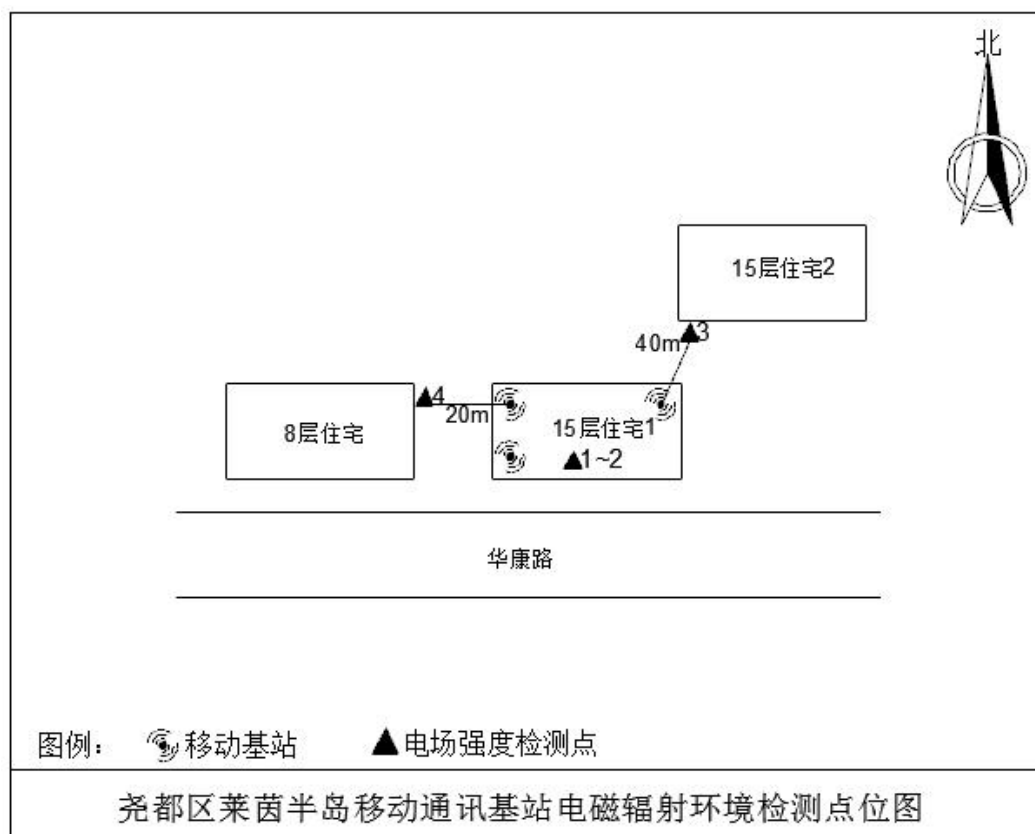 北
15层住宅2
3
40m
4
20m
8层住宅
15层住宅1
1~2
华康路
图例： 移动基站 电场强度检测点
尧都区莱茵半岛移动通讯基站电磁辐射环境检测点位图